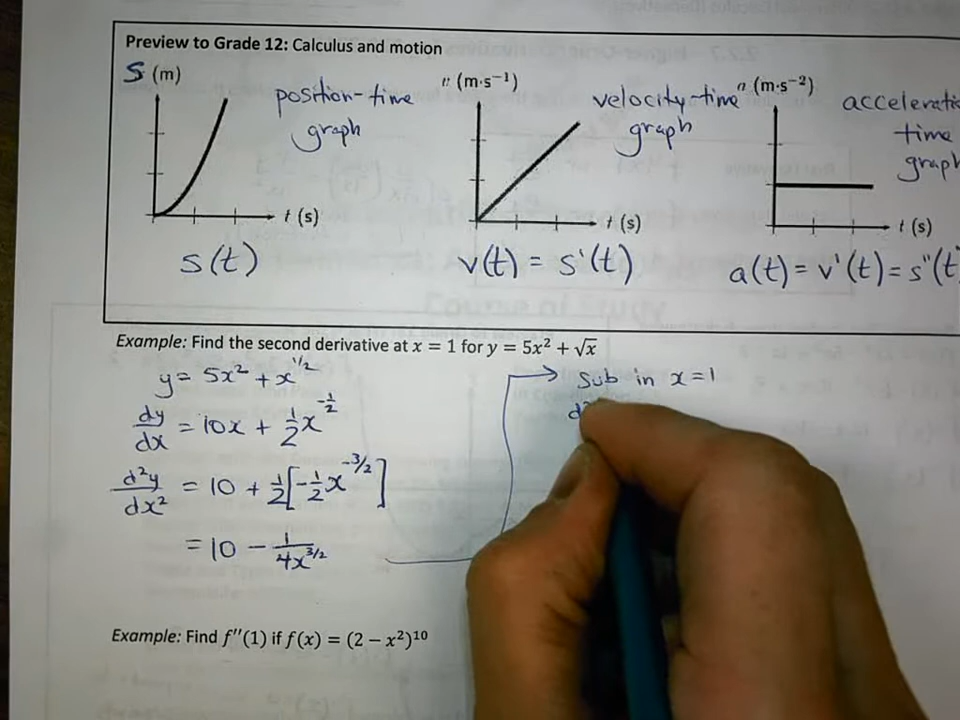 Preview to Grade 12: Calculus and motion
S (m)
position-time
graph
t (s)
s(t)
v (m·s⁻¹)
velocity-time
graph
t (s)
v(t) = s'(t)
a (m·s⁻²)
time
graph
t (s)
a(t) = v'(t) = s"(t
Example: Find the second derivative at x = 1 for y = 5x² + √x
y = 5x² + x^1/2
dy/dx = 10x + 1/2 x^-1/2
d²y/dx² = 10 + 1/2[-1/2 x^-3/2]
= 10 - 1/4x^3/2
Sub in x = 1
Example: Find f″(1) if f(x) = (2 − x²)¹⁰